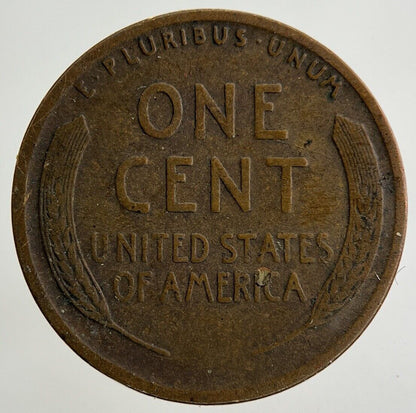 E · PLURIBUS · UNUM
ONE
CENT
UNITED STATES
OF AMERICA